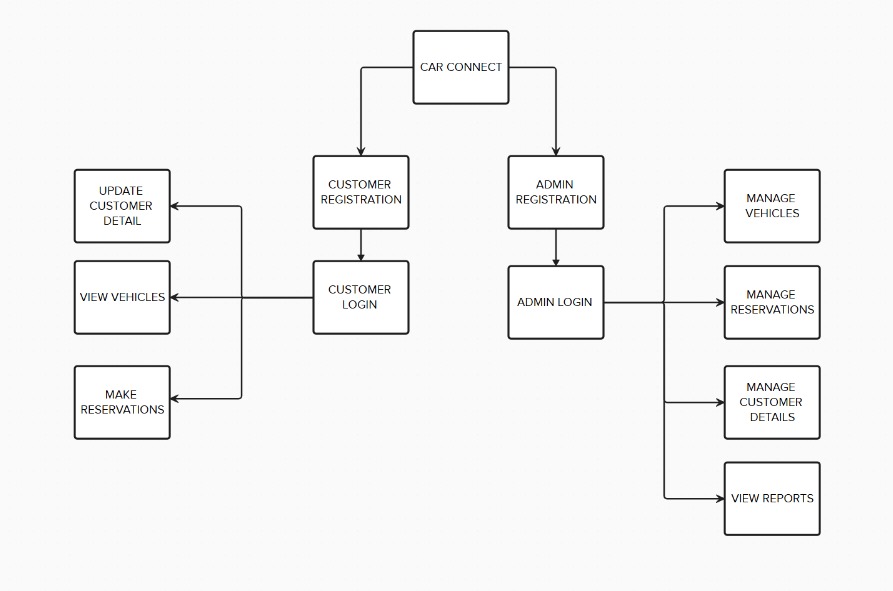 CAR CONNECT
CUSTOMER
REGISTRATION
ADMIN
REGISTRATION
UPDATE
CUSTOMER
DETAIL
MANAGE
VEHICLES
VIEW VEHICLES
CUSTOMER
LOGIN
ADMIN LOGIN
MANAGE
RESERVATIONS
MAKE
RESERVATIONS
MANAGE
CUSTOMER
DETAILS
VIEW REPORTS